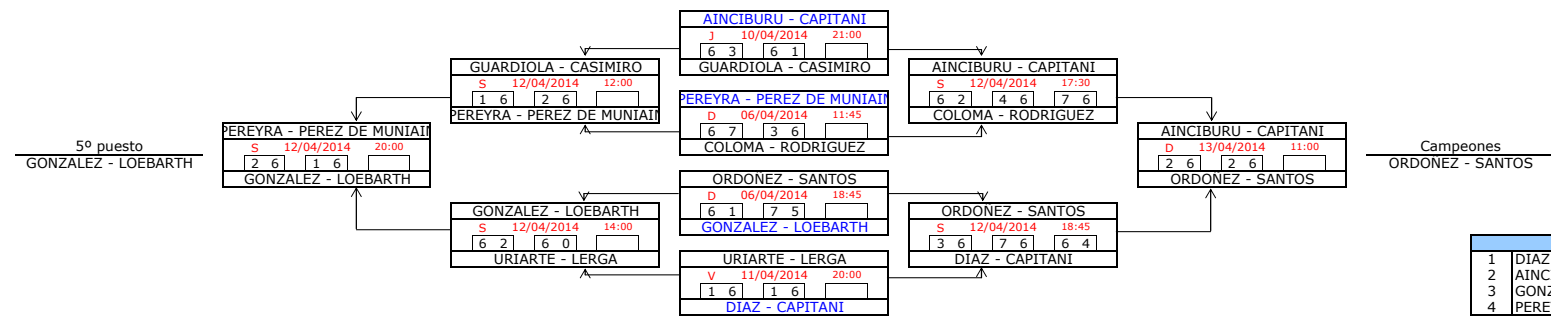 AINCIBURU - CAPITANI
J 10/04/2014 21:00
6 3 6 1
GUARDIOLA - CASIMIRO
GUARDIOLA - CASIMIRO
S 12/04/2014 12:00
1 6 2 6
PEREYRA - PEREZ DE MUNIAIN
AINCIBURU - CAPITANI
S 12/04/2014 17:30
6 2 4 6 7 6
COLOMA - RODRIGUEZ
PEREYRA - PEREZ DE MUNIAIN
D 06/04/2014 11:45
6 7 3 6
COLOMA - RODRIGUEZ
PEREYRA - PEREZ DE MUNIAIN
S 12/04/2014 20:00
2 6 1 6
GONZALEZ - LOEBARTH
5º puesto
GONZALEZ - LOEBARTH
AINCIBURU - CAPITANI
D 13/04/2014 11:00
2 6 2 6
ORDOÑEZ - SANTOS
Campeones
ORDOÑEZ - SANTOS
ORDOÑEZ - SANTOS
D 06/04/2014 18:45
6 1 7 5
GONZALEZ - LOEBARTH
GONZALEZ - LOEBARTH
S 12/04/2014 14:00
6 2 6 0
URIARTE - LERGA
ORDOÑEZ - SANTOS
S 12/04/2014 18:45
3 6 7 6 6 4
DIAZ - CAPITANI
URIARTE - LERGA
V 11/04/2014 20:00
1 6 1 6
DIAZ - CAPITANI
1 DIAZ
2 AINC
3 GONZ
4 PERE